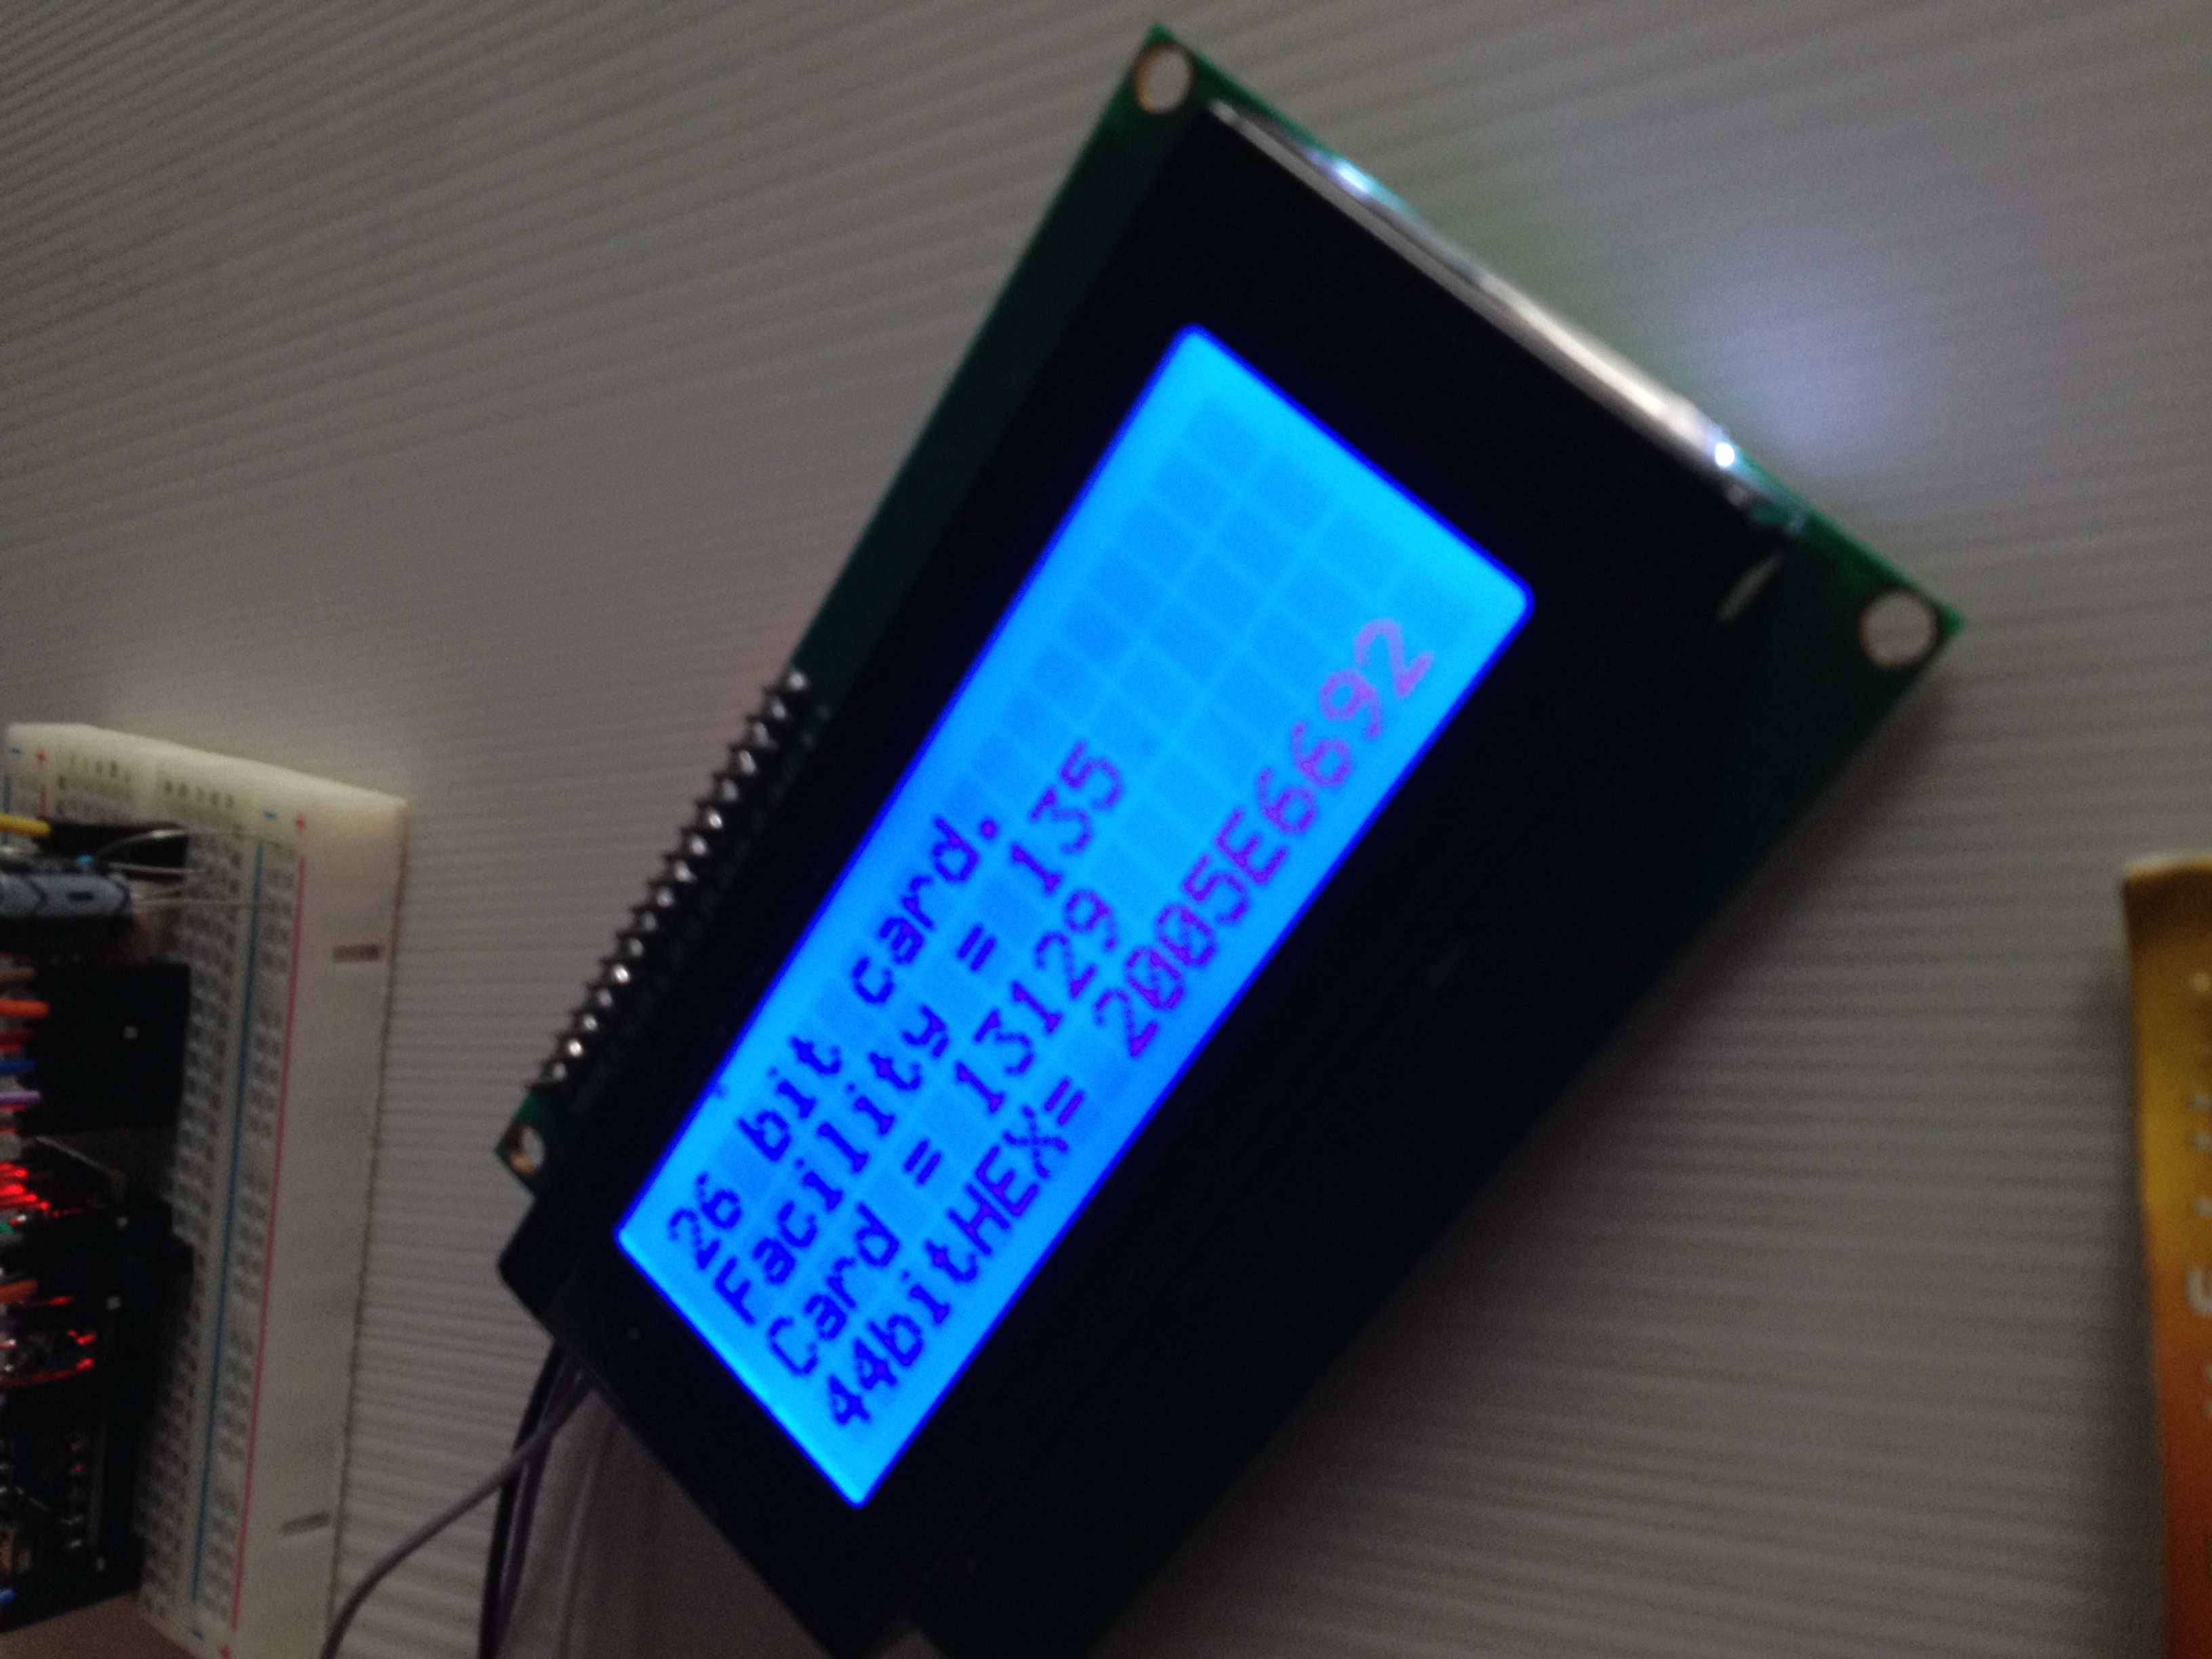 26 bit card.
Facility = 135
Card = 13129
44bitHEX= 2005E6692